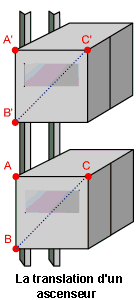 A'
C'
B'
A
C
B
La translation d'un
ascenseur